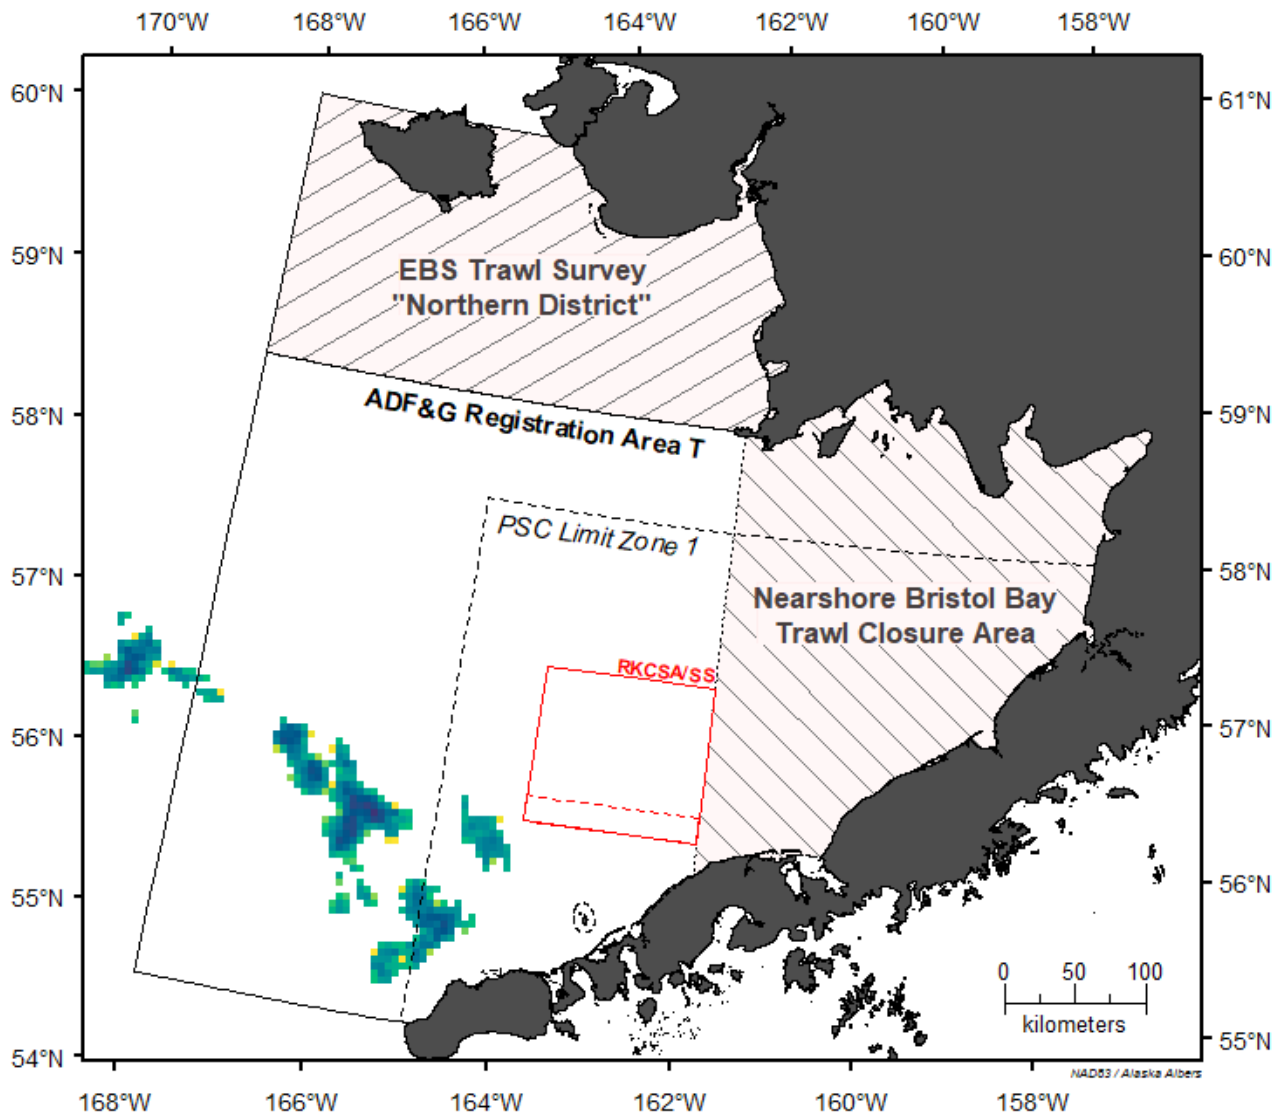 170°W 168°W 166°W 164°W 162°W 160°W 158°W
60°N
61°N
59°N
60°N
EBS Trawl Survey
"Northern District"
58°N
59°N
ADF&G Registration Area T
PSC Limit Zone 1
57°N
58°N
Nearshore Bristol Bay
Trawl Closure Area
RKCSA/SS
56°N
57°N
55°N
56°N
0 50 100
kilometers
54°N
55°N
NAD83 / Alaska Albers
168°W 166°W 164°W 162°W 160°W 158°W